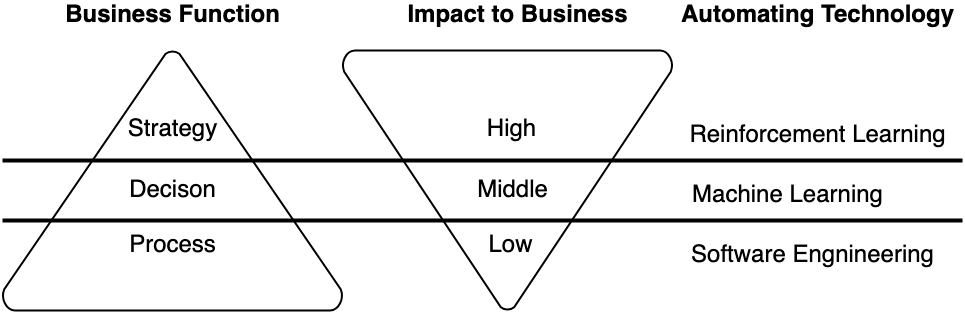 Business Function Impact to Business Automating Technology
Strategy High Reinforcement Learning
Decison Middle Machine Learning
Process Low Software Engnineering